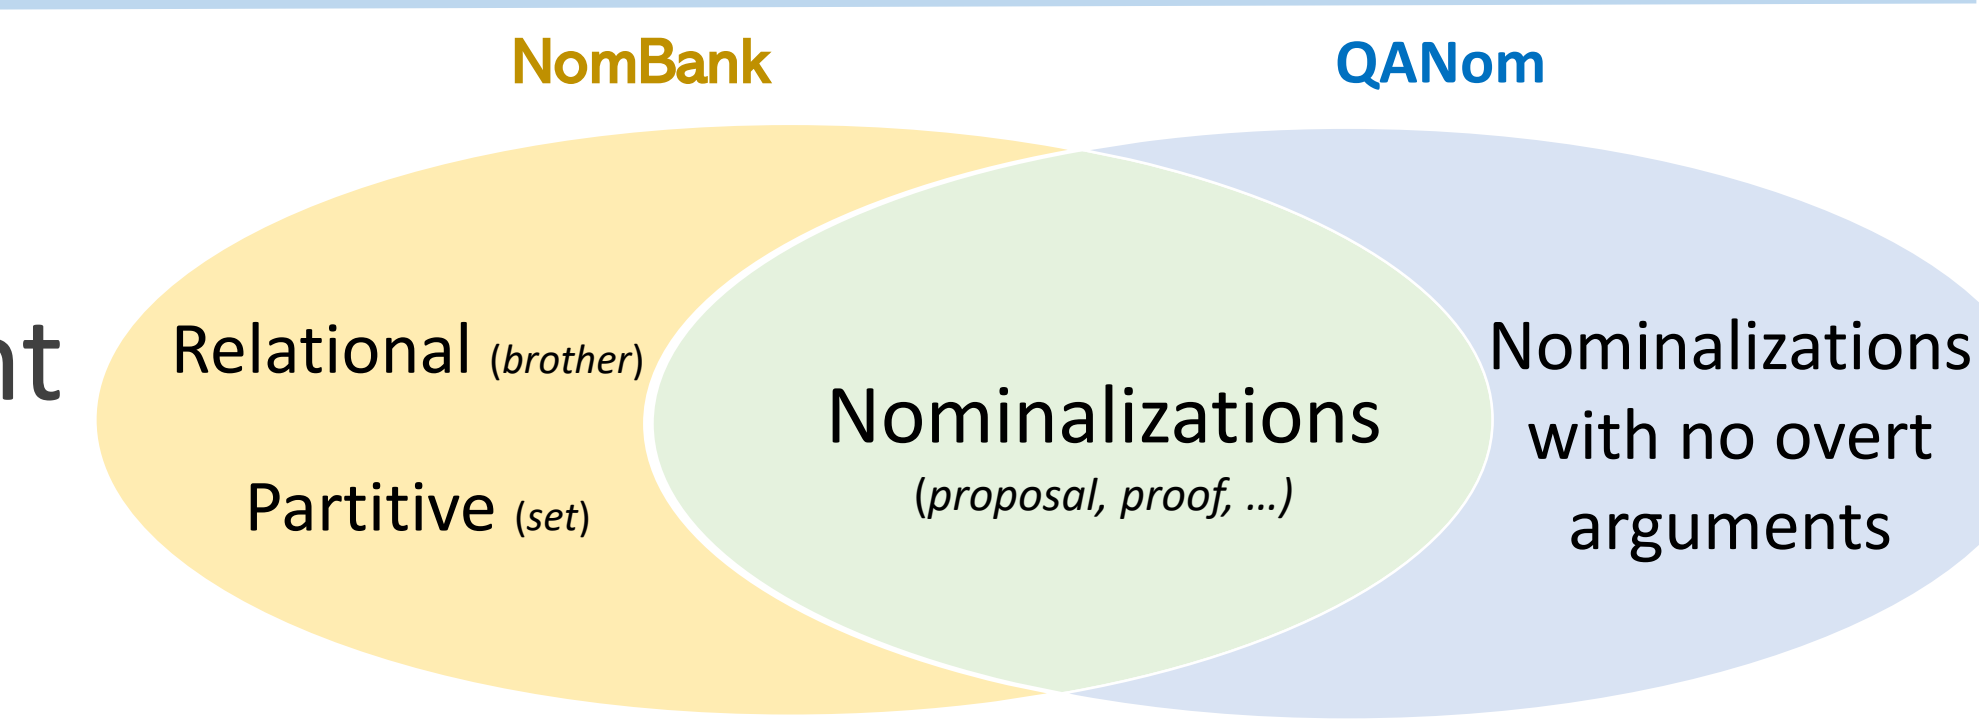 NomBank
QANom
Relational (brother)
Partitive (set)
Nominalizations
(proposal, proof, ...)
Nominalizations
with no overt
arguments